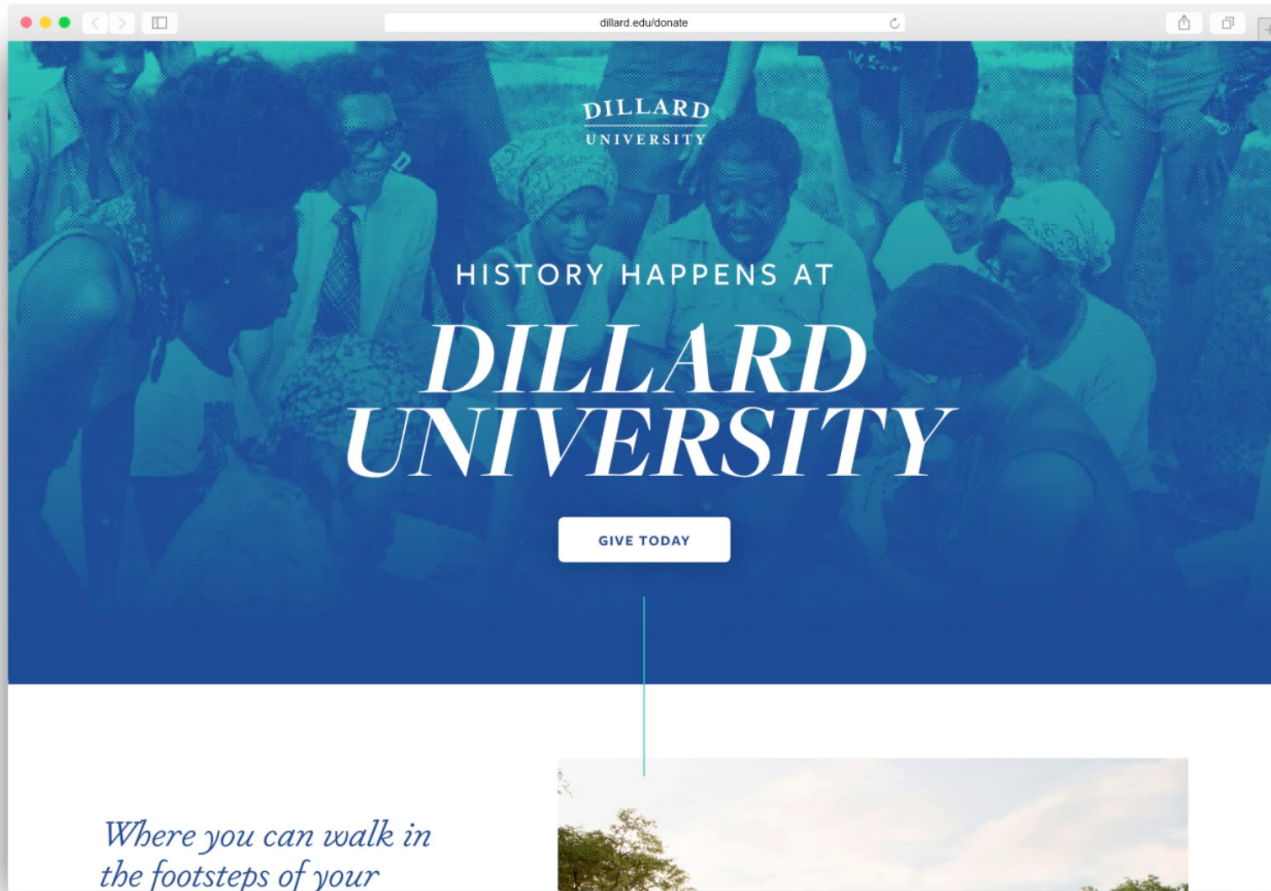 dillard.edu/donate
DILLARD
UNIVERSITY
HISTORY HAPPENS AT
DILLARD
UNIVERSITY
GIVE TODAY
Where you can walk in
the footsteps of your